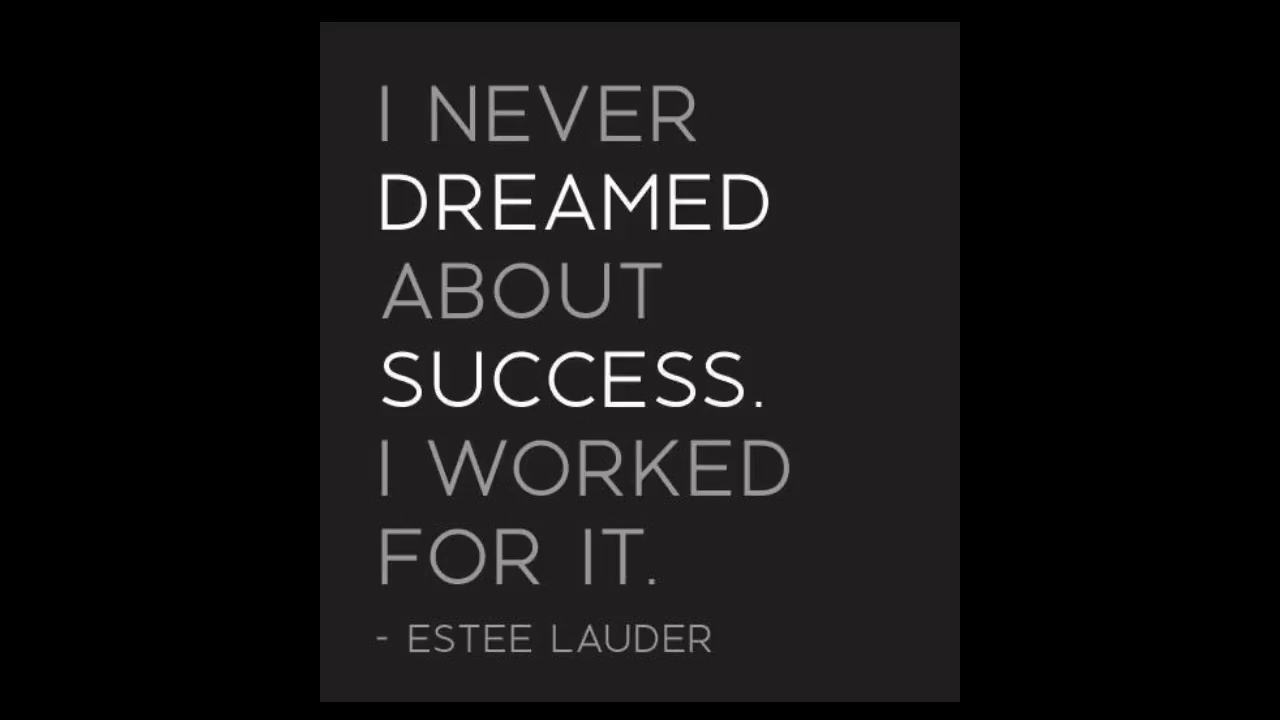 I NEVER
DREAMED
ABOUT
SUCCESS.
I WORKED
FOR IT.
- ESTEE LAUDER